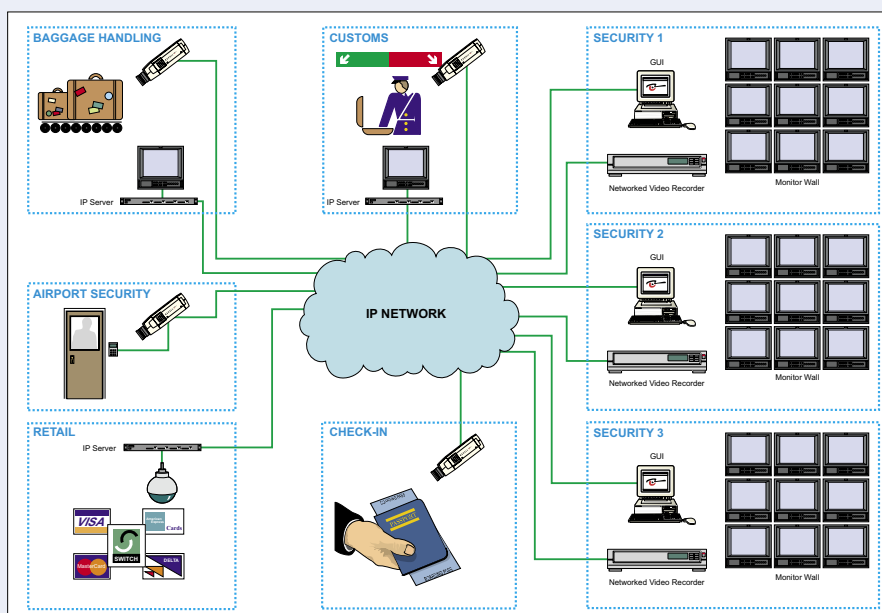 BAGGAGE HANDLING
IP Server
CUSTOMS
IP Server
SECURITY 1
GUI
Networked Video Recorder
Monitor Wall
AIRPORT SECURITY
IP NETWORK
SECURITY 2
GUI
Networked Video Recorder
Monitor Wall
RETAIL
IP Server
VISA
Cards
SWITCH
MasterCard
DELTA
CHECK-IN
PASSPORT
SECURITY 3
GUI
Networked Video Recorder
Monitor Wall